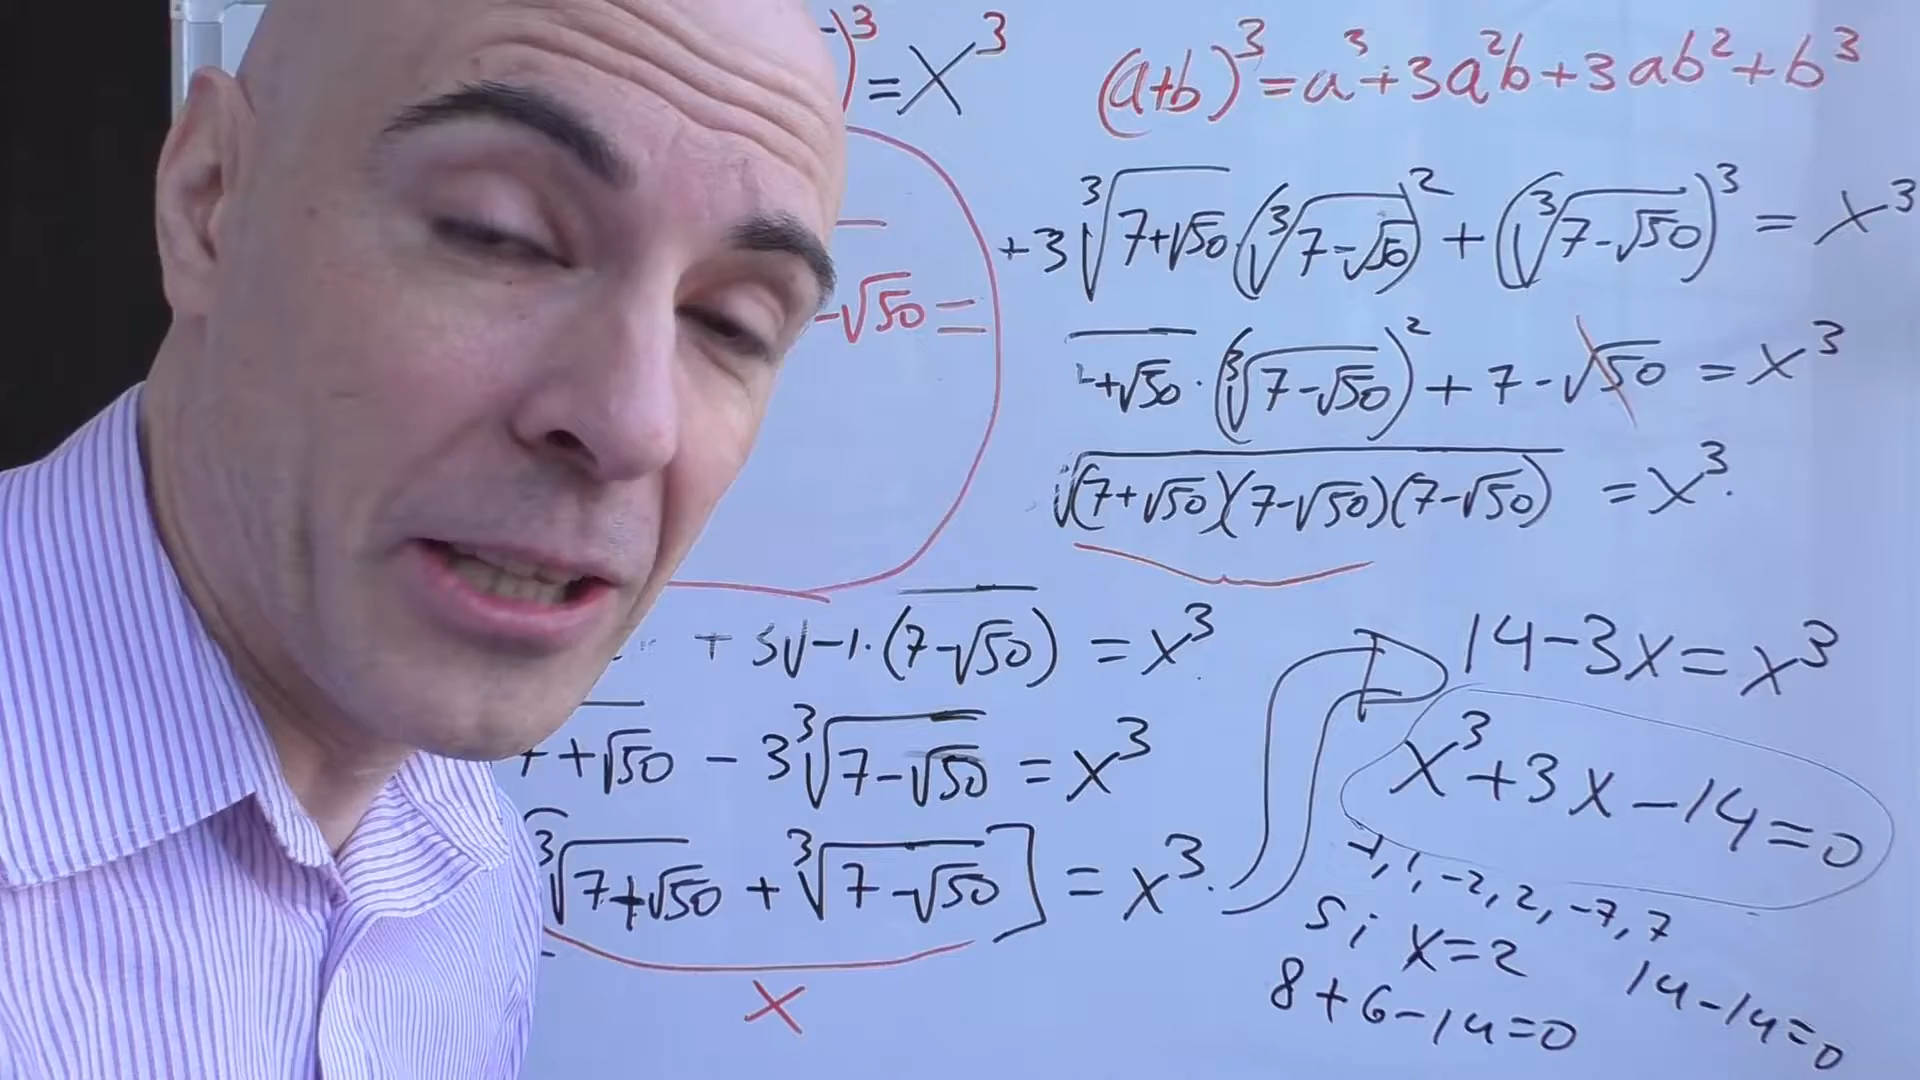 )³ = x³
(a+b)³ = a³ + 3a²b + 3ab² + b³
+ 3∛(7+√50) · (∛(7-√50))² + (∛(7-√50))³ = x³
-√50 =
+√50 · (∛(7-√50))² + 7 - √50 = x³
√((7+√50)(7-√50)(7-√50)) = x³.
+ 3√(-1·(7-√50)) = x³.
14-3x = x³
+√50 - 3∛(7-√50) = x³
x³+3x-14=0
∛(7+√50) + ∛(7-√50)] = x³.
-1, 1, -2, 2, -7, 7
Si x=2
8+6-14=0
14-14=0
x